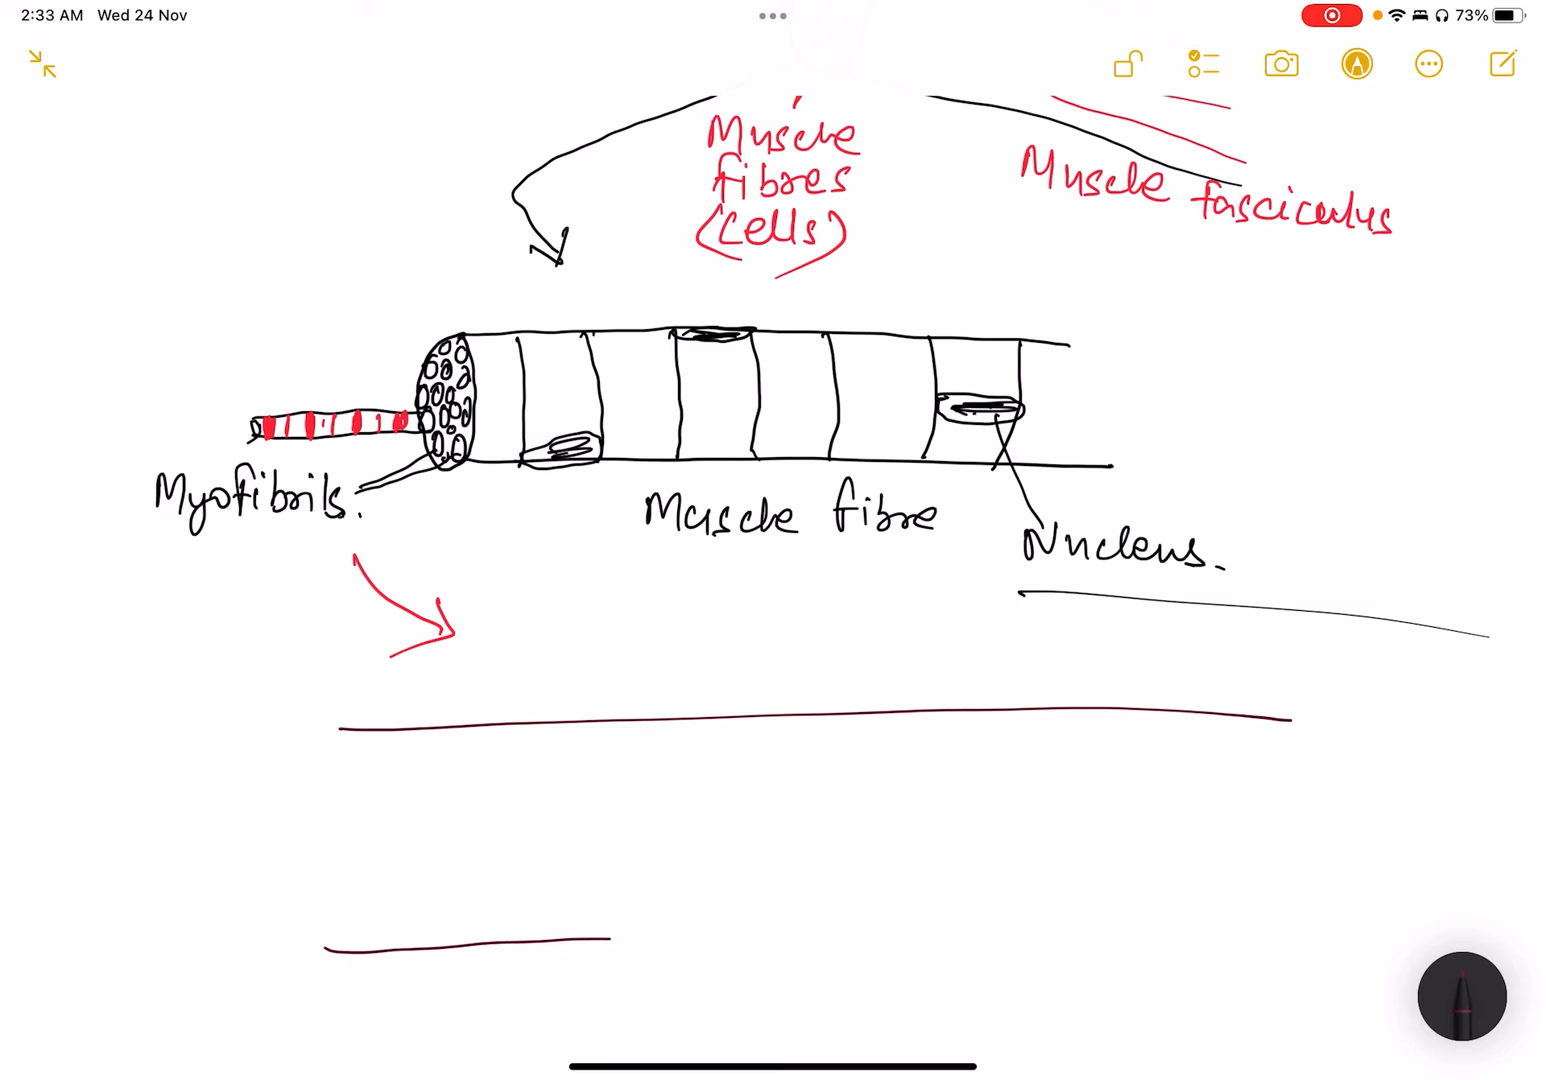 2:33 AM Wed 24 Nov
73%
Muscle
fibres
(cells)
Muscle fasciculus
Myofibrils.
Muscle fibre
Nucleus.